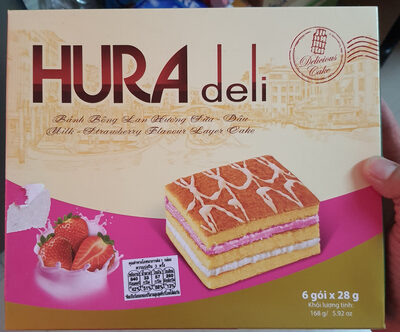 HURA deli
Delicious
Cake
Bánh Bông Lan Hương Sữa - Dâu
Milk - Strawberry Flavour Layer Cake
6 gói x 28 g
Khối lượng tịnh:
168 g / 5.92 oz